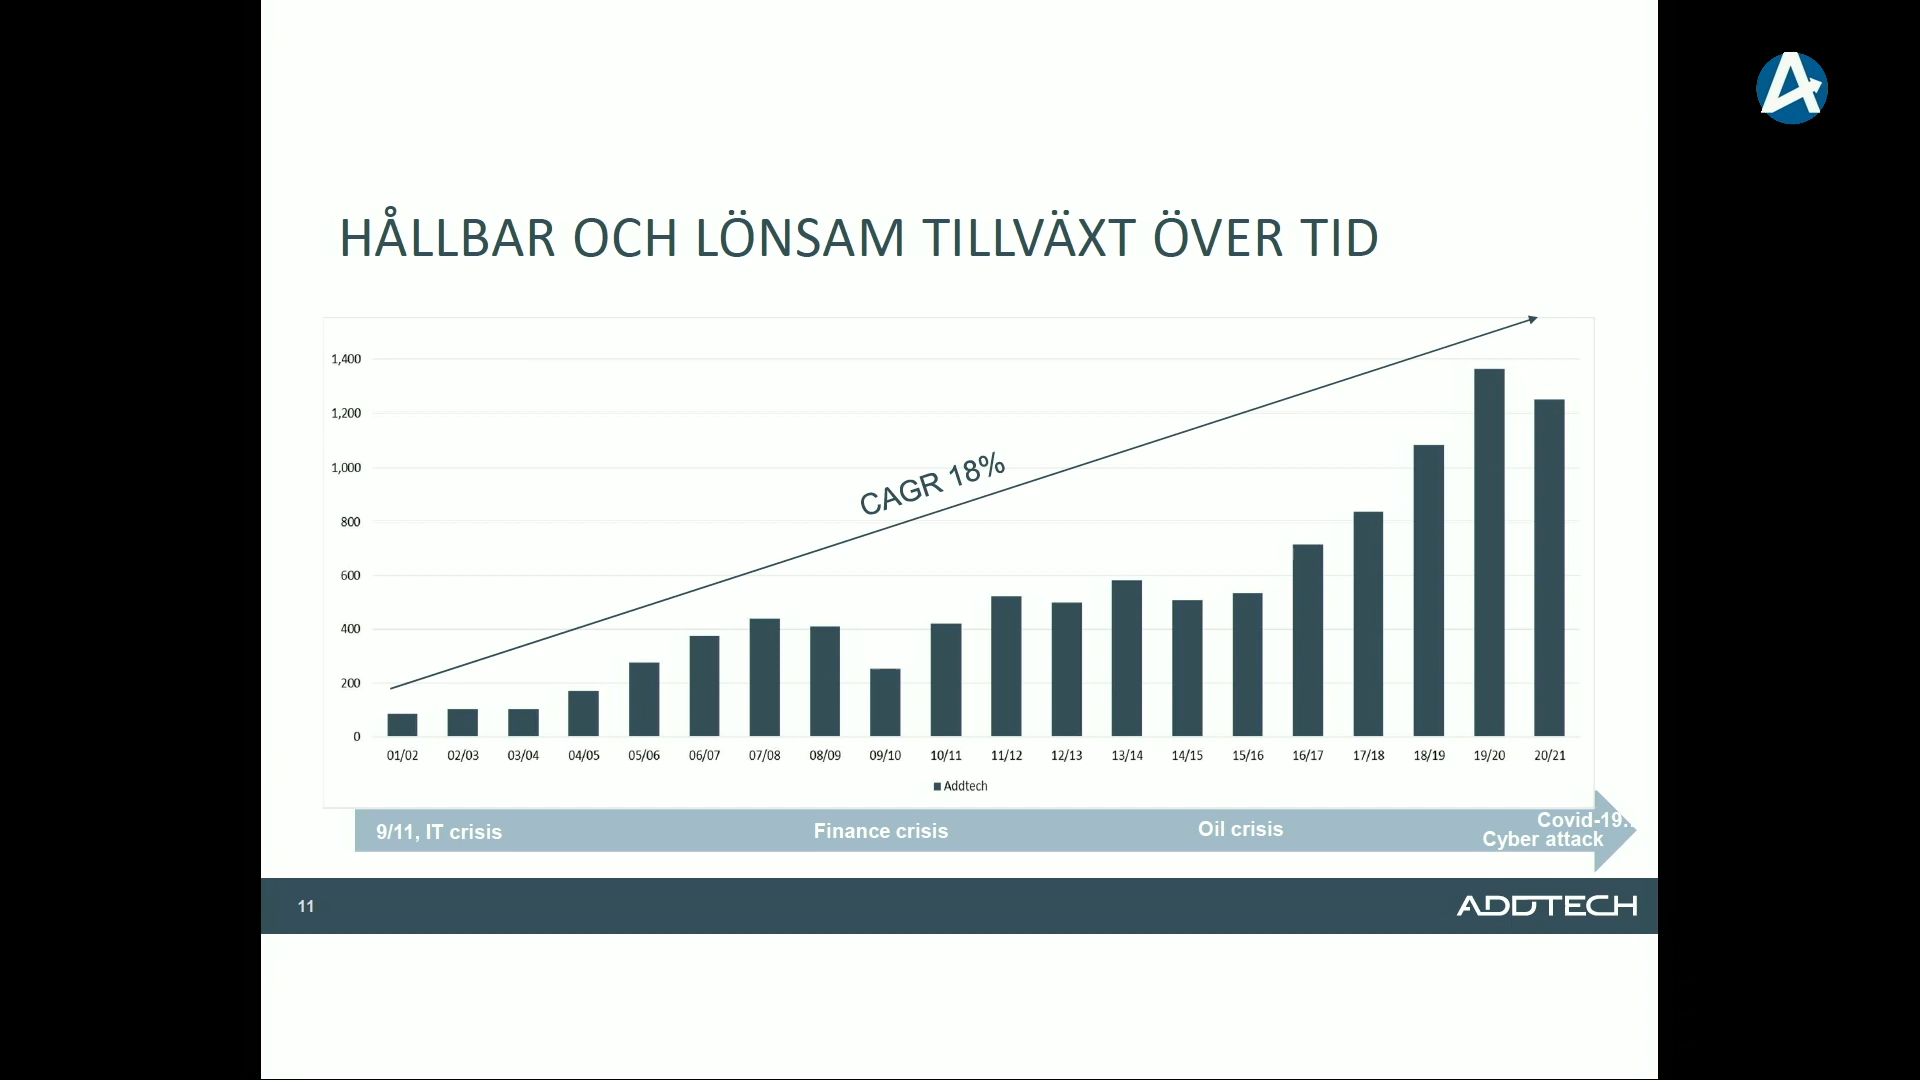 HÅLLBAR OCH LÖNSAM TILLVÄXT ÖVER TID
1,400
1,200
1,000
800
600
400
200
0
CAGR 18%
01/02 02/03 03/04 04/05 05/06 06/07 07/08 08/09 09/10 10/11 11/12 12/13 13/14 14/15 15/16 16/17 17/18 18/19 19/20 20/21
Addtech
9/11, IT crisis
Finance crisis
Oil crisis
Covid-19..
Cyber attack
11
ADDTECH